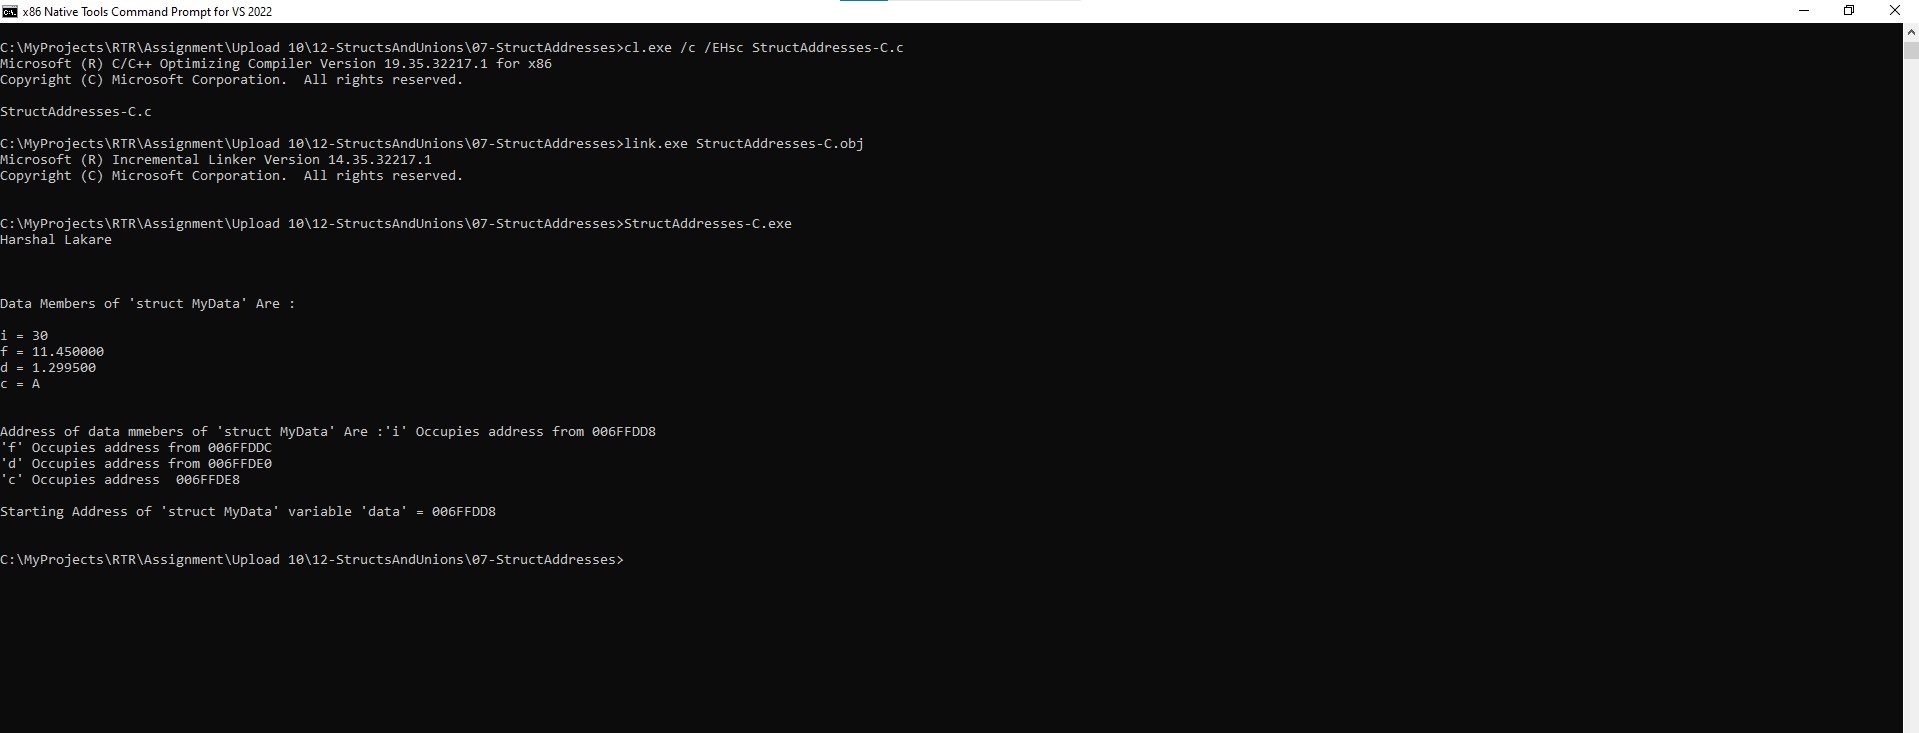 x86 Native Tools Command Prompt for VS 2022
C:\MyProjects\RTR\Assignment\Upload 10\12-StructsAndUnions\07-StructAddresses>cl.exe /c /EHsc StructAddresses-C.c
Microsoft (R) C/C++ Optimizing Compiler Version 19.35.32217.1 for x86
Copyright (C) Microsoft Corporation.  All rights reserved.
StructAddresses-C.c
C:\MyProjects\RTR\Assignment\Upload 10\12-StructsAndUnions\07-StructAddresses>link.exe StructAddresses-C.obj
Microsoft (R) Incremental Linker Version 14.35.32217.1
Copyright (C) Microsoft Corporation.  All rights reserved.
C:\MyProjects\RTR\Assignment\Upload 10\12-StructsAndUnions\07-StructAddresses>StructAddresses-C.exe
Harshal Lakare
Data Members of 'struct MyData' Are :
i = 30
f = 11.450000
d = 1.299500
c = A
Address of data mmebers of 'struct MyData' Are :'i' Occupies address from 006FFDD8
'f' Occupies address from 006FFDDC
'd' Occupies address from 006FFDE0
'c' Occupies address  006FFDE8
Starting Address of 'struct MyData' variable 'data' = 006FFDD8
C:\MyProjects\RTR\Assignment\Upload 10\12-StructsAndUnions\07-StructAddresses>